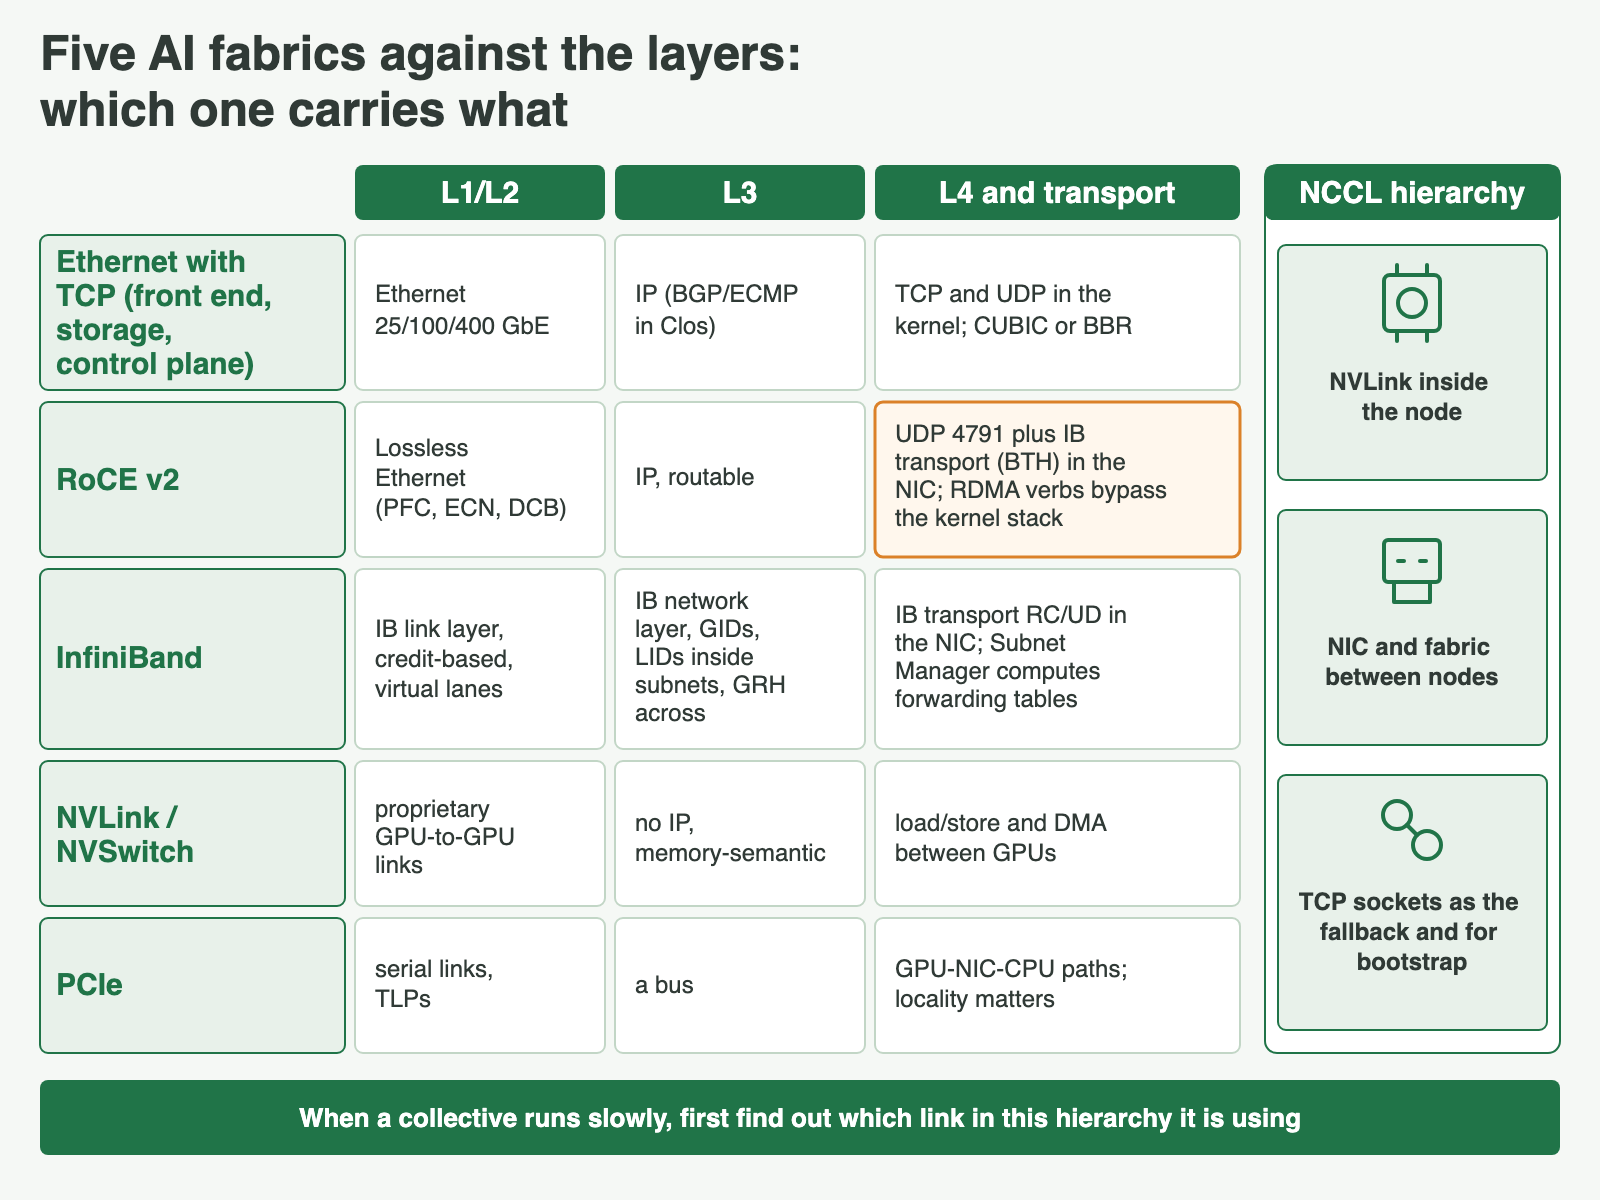 Five AI fabrics against the layers:
which one carries what
L1/L2
L3
L4 and transport
Ethernet with
TCP (front end,
storage,
control plane)
Ethernet
25/100/400 GbE
IP (BGP/ECMP
in Clos)
TCP and UDP in the
kernel; CUBIC or BBR
RoCE v2
Lossless
Ethernet
(PFC, ECN, DCB)
IP, routable
UDP 4791 plus IB
transport (BTH) in the
NIC; RDMA verbs bypass
the kernel stack
InfiniBand
IB link layer,
credit-based,
virtual lanes
IB network
layer, GIDs,
LIDs inside
subnets, GRH
across
IB transport RC/UD in
the NIC; Subnet
Manager computes
forwarding tables
NVLink /
NVSwitch
proprietary
GPU-to-GPU
links
no IP,
memory-semantic
load/store and DMA
between GPUs
PCIe
serial links,
TLPs
a bus
GPU-NIC-CPU paths;
locality matters
NCCL hierarchy
NVLink inside
the node
NIC and fabric
between nodes
TCP sockets as the
fallback and for
bootstrap
When a collective runs slowly, first find out which link in this hierarchy it is using